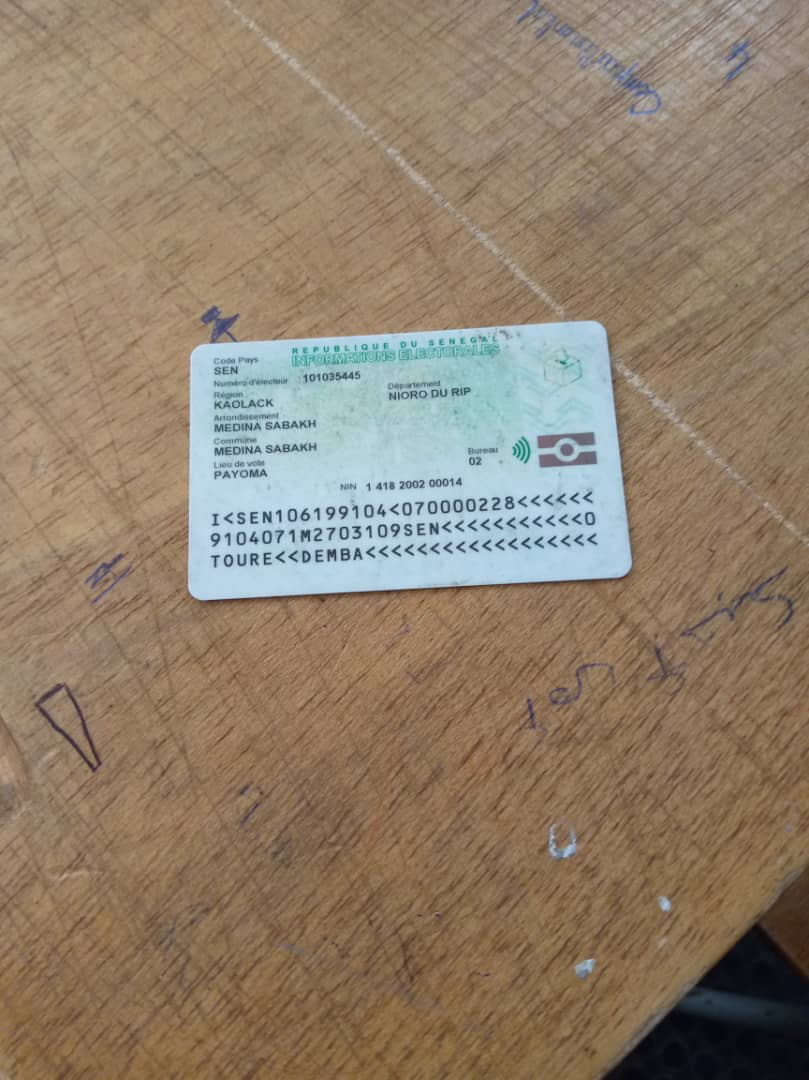 REPUBLIQUE DU SENEGAL
INFORMATIONS ELECTORALES
Code Pays
SEN
Numéro d'électeur 101035445
Région
KAOLACK
Département
NIORO DU RIP
Arrondissement
MEDINA SABAKH
Commune
MEDINA SABAKH
Lieu de vote
PAYOMA
Bureau
02
NIN 1 418 2002 00014
I<SEN106199104<070000228<<<<<<
9104071M2703109SEN<<<<<<<<<<<0
TOURE<<DEMBA<<<<<<<<<<<<<<<<<<